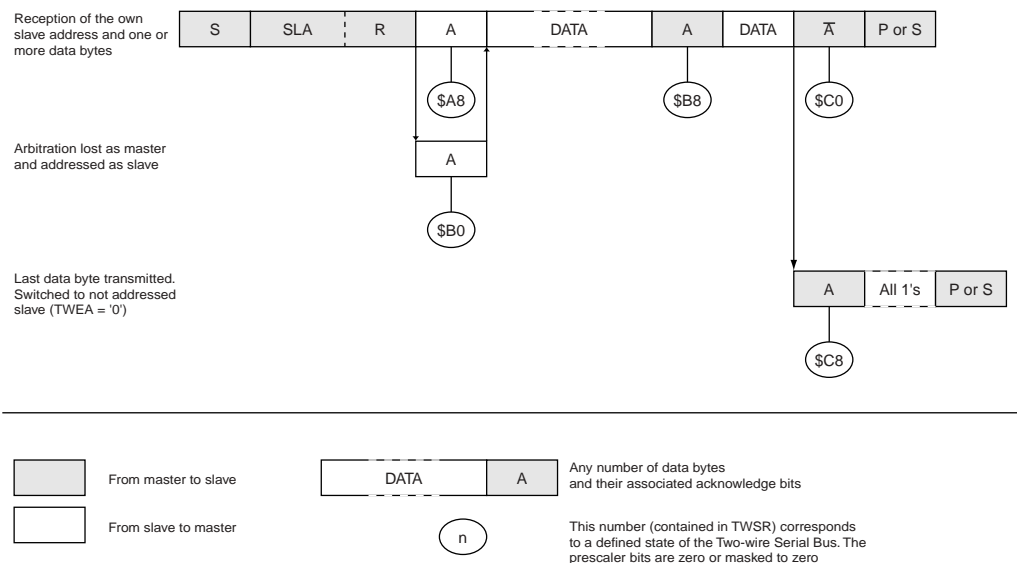 Reception of the own
slave address and one or
more data bytes
S SLA R A DATA A DATA A̅ P or S
$A8 $B8 $C0
Arbitration lost as master
and addressed as slave
A
$B0
Last data byte transmitted.
Switched to not addressed
slave (TWEA = '0')
A All 1's P or S
$C8
From master to slave
DATA A
Any number of data bytes
and their associated acknowledge bits
From slave to master
n
This number (contained in TWSR) corresponds
to a defined state of the Two-wire Serial Bus. The
prescaler bits are zero or masked to zero